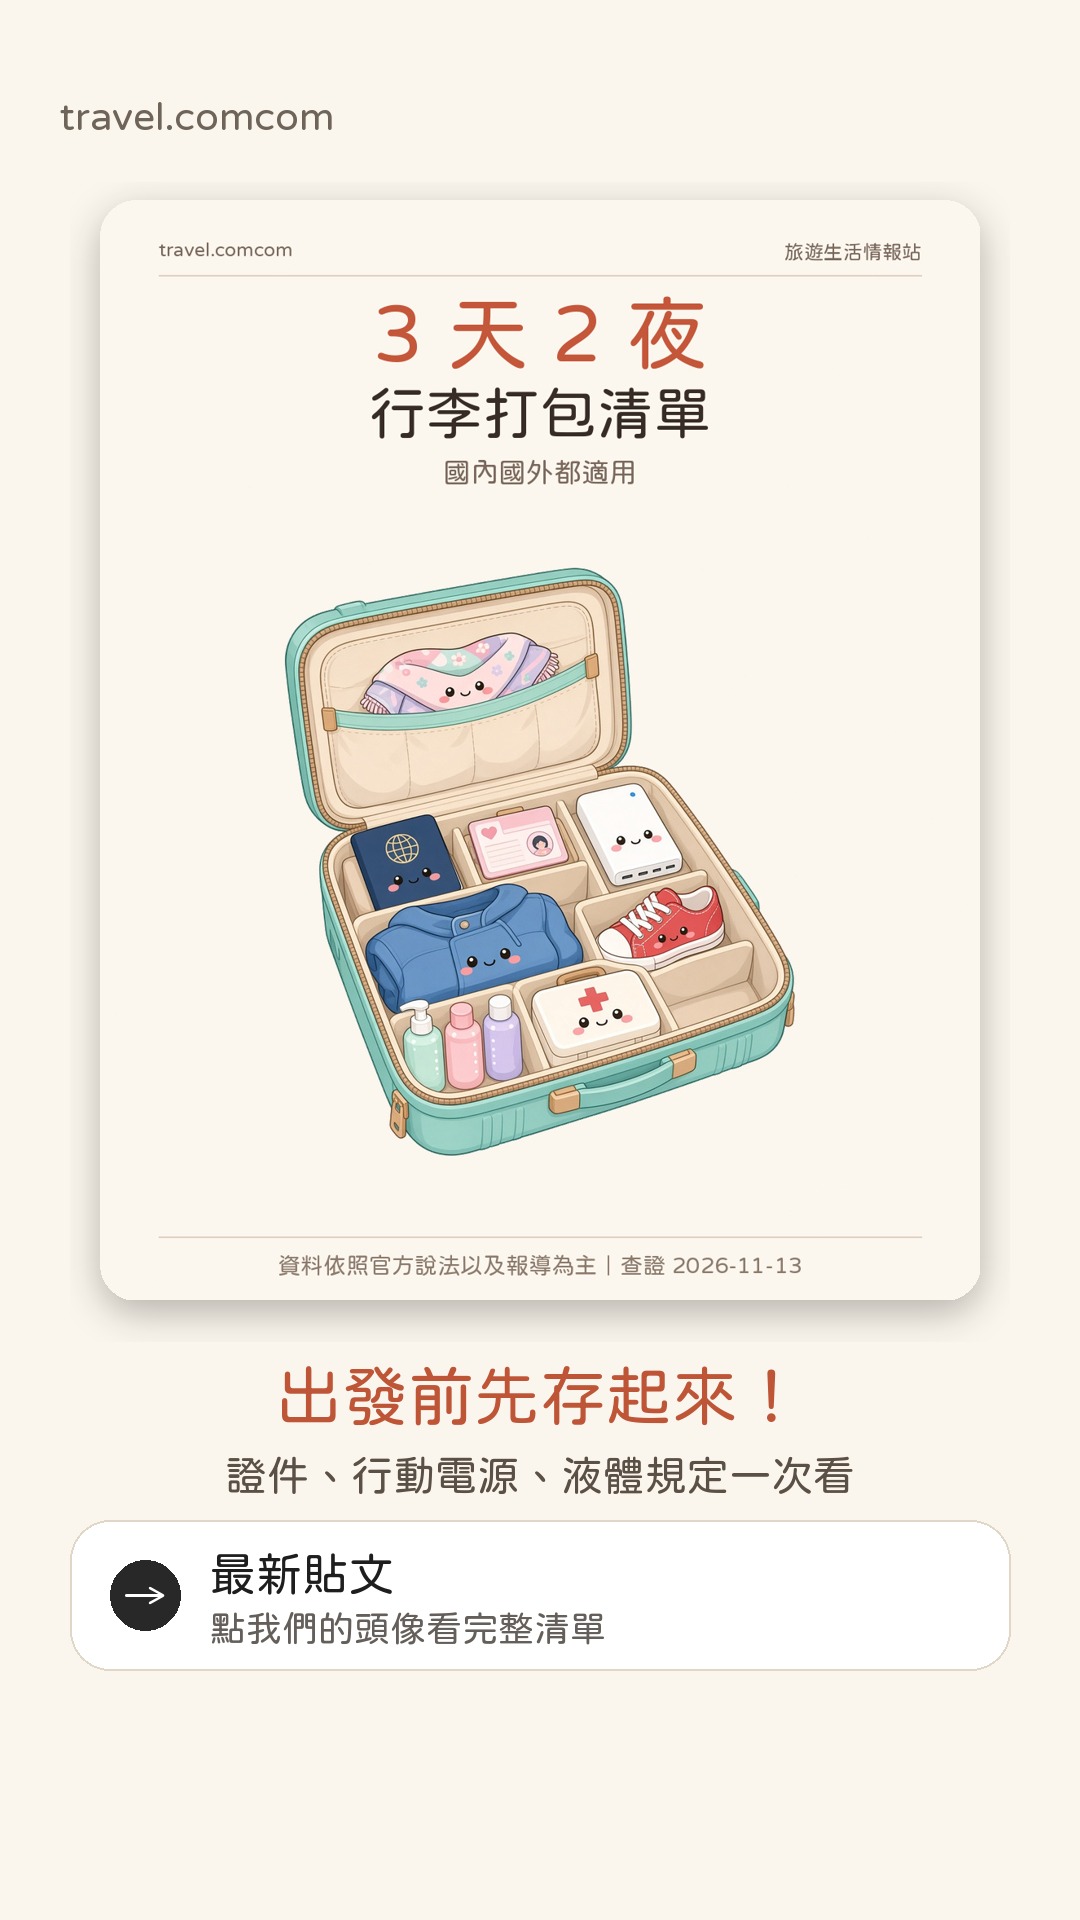 travel.comcom
travel.comcom
旅遊生活情報站
3 天 2 夜
行李打包清單
國內國外都適用
資料依照官方說法以及報導為主｜查證 2026-11-13
出發前先存起來！
證件、行動電源、液體規定一次看
最新貼文
點我們的頭像看完整清單